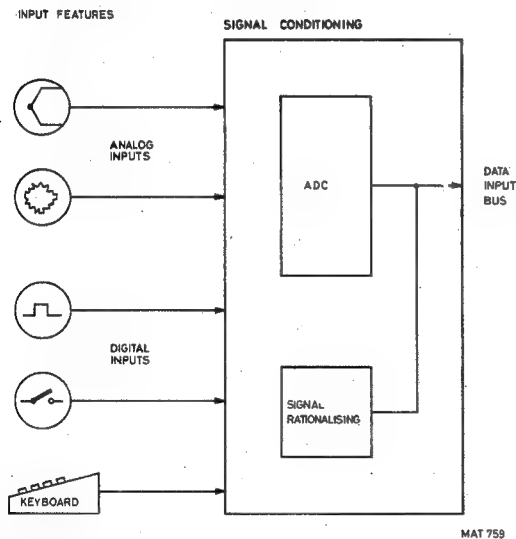 INPUT FEATURES
SIGNAL CONDITIONING
ANALOG
INPUTS
ADC
DATA
INPUT
BUS
DIGITAL
INPUTS
SIGNAL
RATIONALISING
KEYBOARD
MAT 759